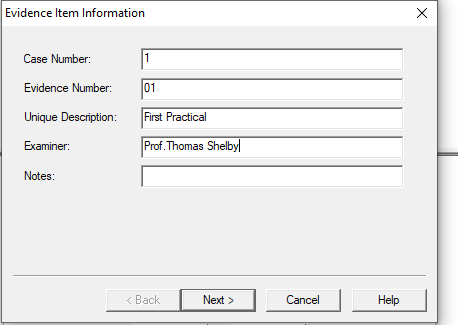 Evidence Item Information
Case Number: 1
Evidence Number: 01
Unique Description: First Practical
Examiner: Prof.Thomas Shelby
Notes:
< Back Next > Cancel Help